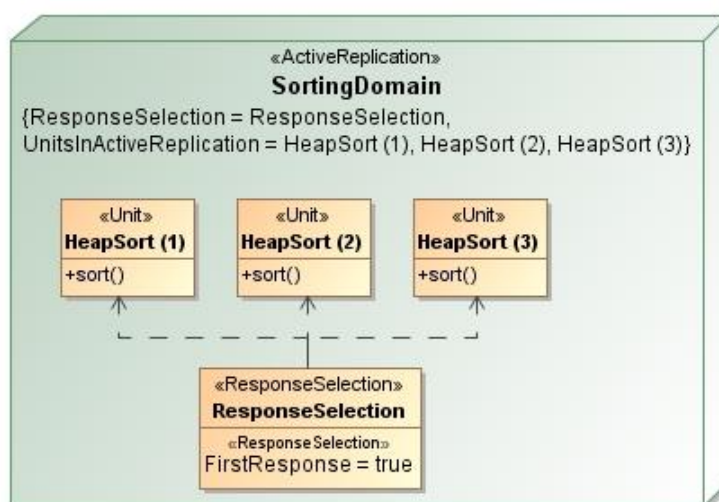 «ActiveReplication»
SortingDomain
{ResponseSelection = ResponseSelection,
UnitsInActiveReplication = HeapSort (1), HeapSort (2), HeapSort (3)}
«Unit»
HeapSort (1)
+sort()
«Unit»
HeapSort (2)
+sort()
«Unit»
HeapSort (3)
+sort()
«ResponseSelection»
ResponseSelection
«ResponseSelection»
FirstResponse = true